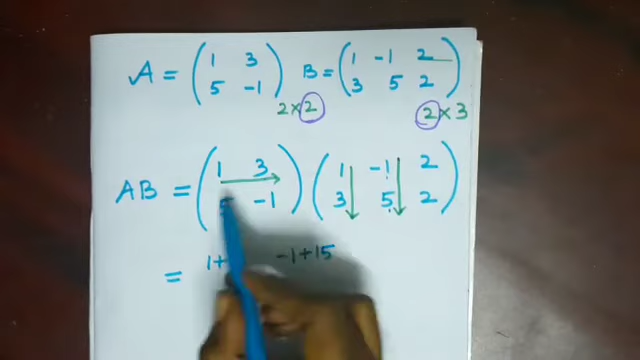 A = ( 1 3 B = ( 1 -1 2
5 -1 ) 3 5 2 )
2×2 2×3
AB = ( 1 3 ) ( 1 -1 2
-1 3 5 2 )
= 1+ -1+15